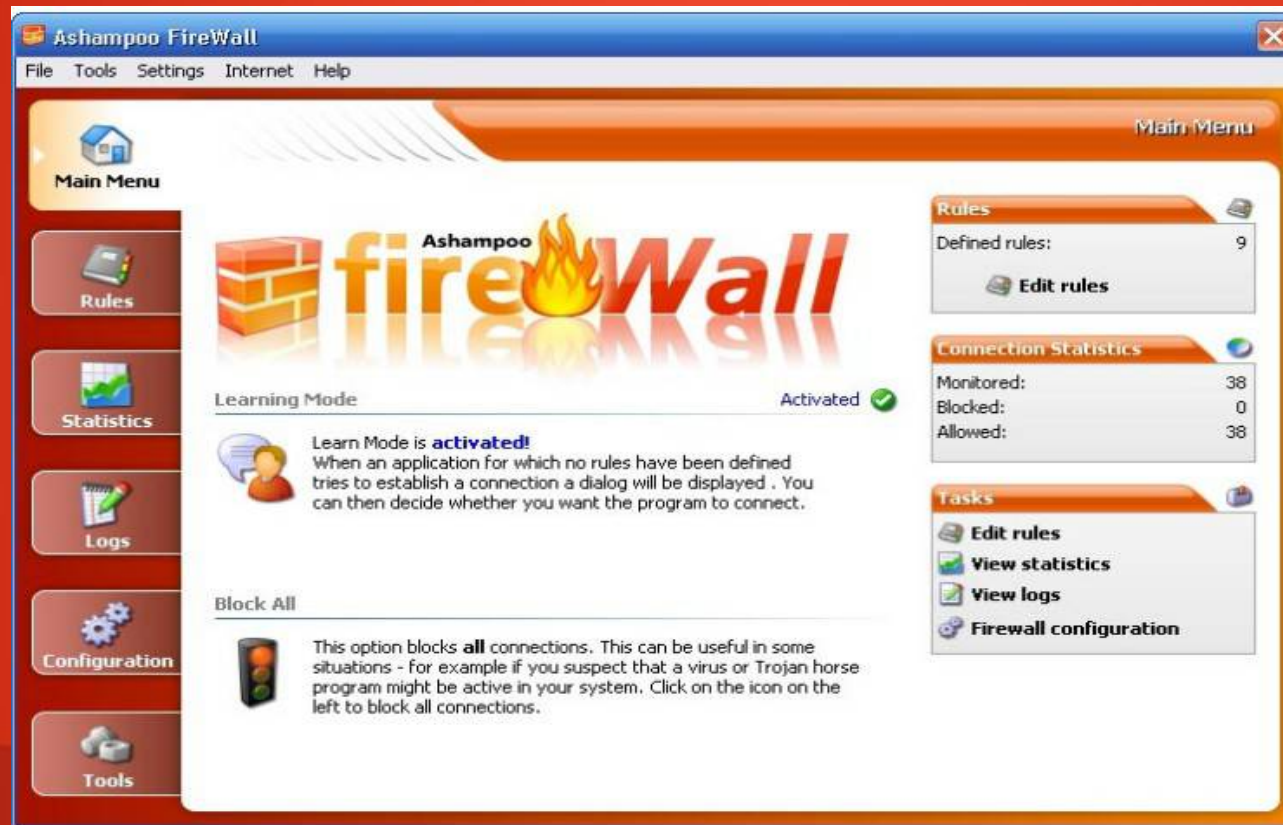 Ashampoo FireWall
File Tools Settings Internet Help
Main Menu
Main Menu
Rules
Statistics
Logs
Configuration
Tools
Ashampoo
fireWall
Learning Mode Activated
Learn Mode is activated!
When an application for which no rules have been defined
tries to establish a connection a dialog will be displayed . You
can then decide whether you want the program to connect.
Block All
This option blocks all connections. This can be useful in some
situations - for example if you suspect that a virus or Trojan horse
program might be active in your system. Click on the icon on the
left to block all connections.
Rules
Defined rules: 9
Edit rules
Connection Statistics
Monitored: 38
Blocked: 0
Allowed: 38
Tasks
Edit rules
View statistics
View logs
Firewall configuration